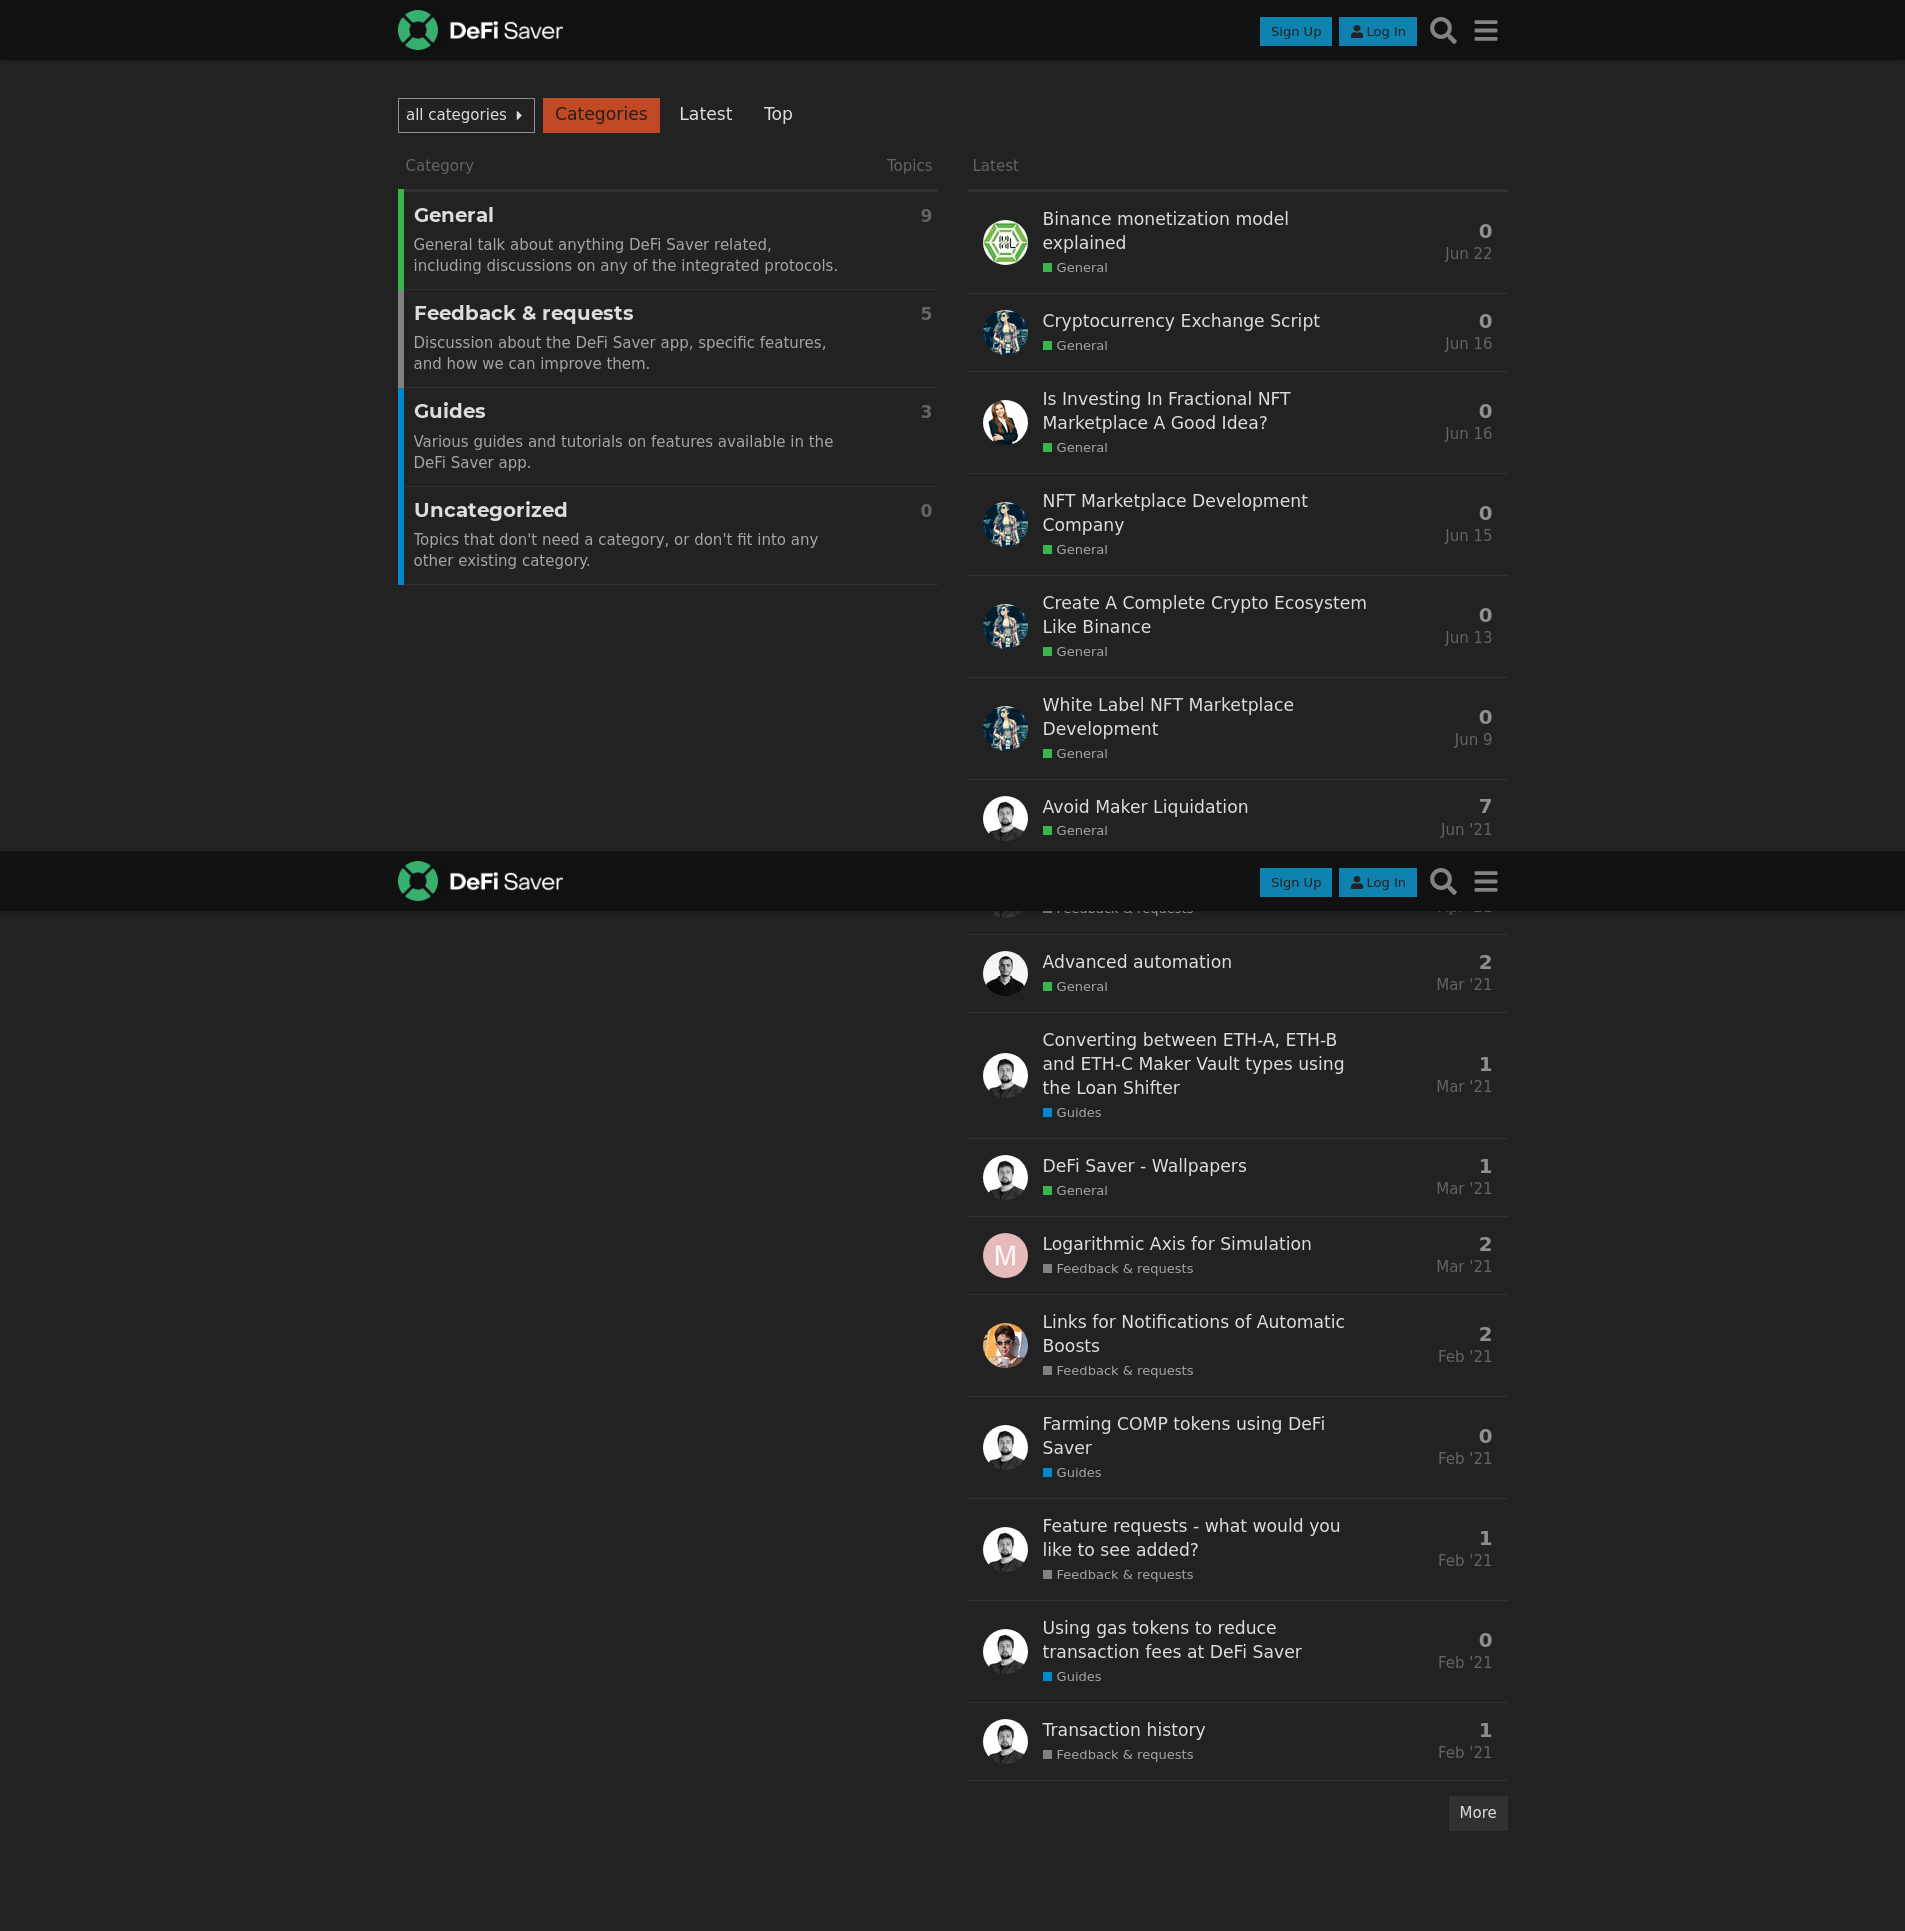 DeFi Saver
Sign Up
Log In
all categories
Categories
Latest
Top
Category
Topics
General
9
General talk about anything DeFi Saver related,
including discussions on any of the integrated protocols.
Feedback & requests
5
Discussion about the DeFi Saver app, specific features,
and how we can improve them.
Guides
3
Various guides and tutorials on features available in the
DeFi Saver app.
Uncategorized
0
Topics that don't need a category, or don't fit into any
other existing category.
Latest
Binance monetization model
explained
General
0
Jun 22
Cryptocurrency Exchange Script
General
0
Jun 16
Is Investing In Fractional NFT
Marketplace A Good Idea?
General
0
Jun 16
NFT Marketplace Development
Company
General
0
Jun 15
Create A Complete Crypto Ecosystem
Like Binance
General
0
Jun 13
White Label NFT Marketplace
Development
General
0
Jun 9
Avoid Maker Liquidation
General
7
Jun '21
DeFi Saver
Sign Up
Log In
Advanced automation
General
2
Mar '21
Converting between ETH-A, ETH-B
and ETH-C Maker Vault types using
the Loan Shifter
Guides
1
Mar '21
DeFi Saver - Wallpapers
General
1
Mar '21
M
Logarithmic Axis for Simulation
Feedback & requests
2
Mar '21
Links for Notifications of Automatic
Boosts
Feedback & requests
2
Feb '21
Farming COMP tokens using DeFi
Saver
Guides
0
Feb '21
Feature requests - what would you
like to see added?
Feedback & requests
1
Feb '21
Using gas tokens to reduce
transaction fees at DeFi Saver
Guides
0
Feb '21
Transaction history
Feedback & requests
1
Feb '21
More